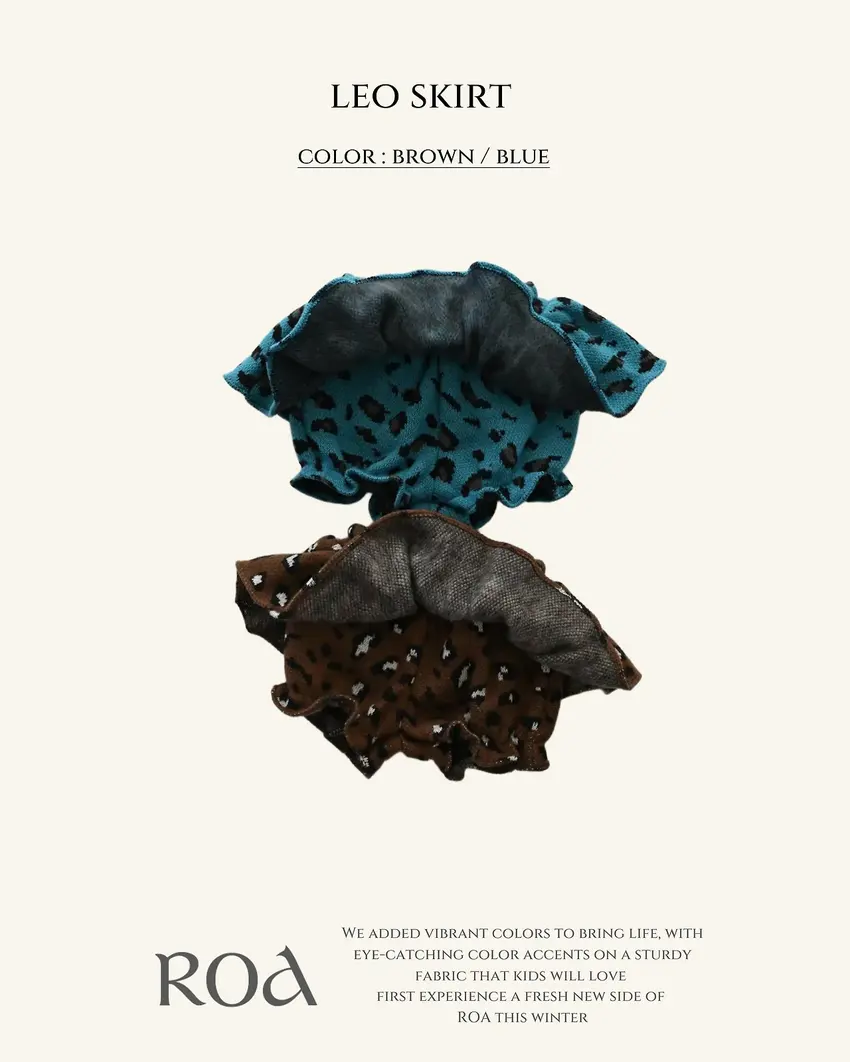 LEO SKIRT
COLOR : BROWN / BLUE
ROA
WE ADDED VIBRANT COLORS TO BRING LIFE, WITH
EYE-CATCHING COLOR ACCENTS ON A STURDY
FABRIC THAT KIDS WILL LOVE
FIRST EXPERIENCE A FRESH NEW SIDE OF
ROA THIS WINTER